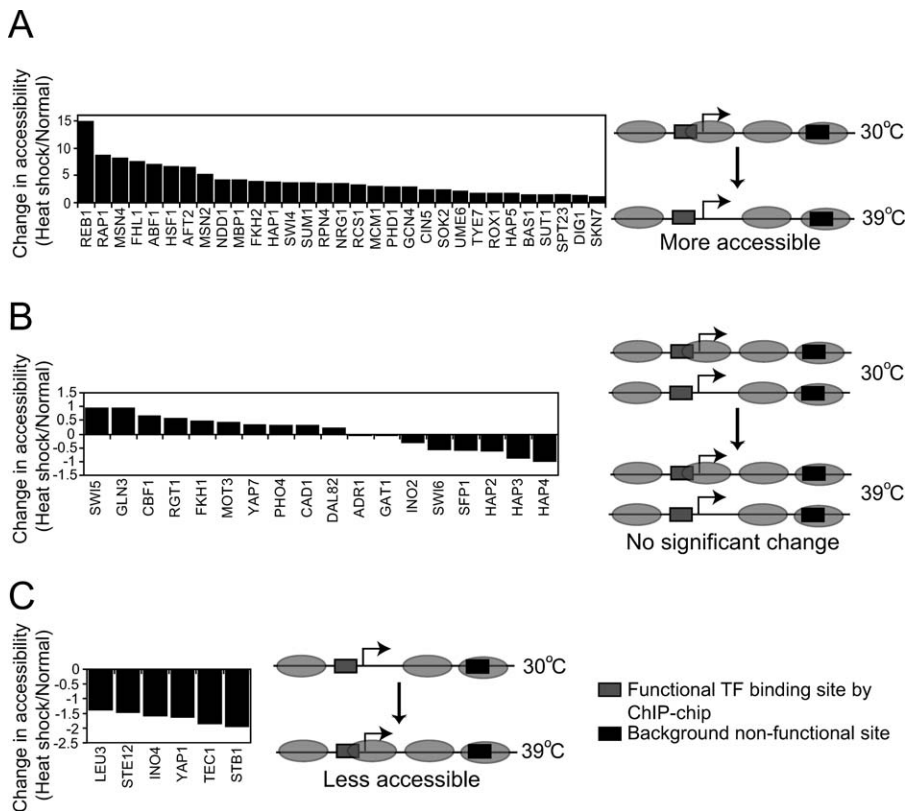 A
Change in accessibility
(Heat shock/Normal)
15
10
5
0
REB1
RAP1
MSN4
FHL1
ABF1
HSF1
AFT2
MSN2
NDD1
MBP1
FKH2
HAP1
SWI4
SUM1
RPN4
NRG1
RCS1
MCM1
PHD1
GCN4
CIN5
SOK2
UME6
TYE7
ROX1
HAP5
BAS1
SUT1
SPT23
DIG1
SKN7
30°C
39°C
More accessible
B
Change in accessibility
(Heat shock/Normal)
1.5
1
0.5
0
-0.5
-1
-1.5
SWI5
GLN3
CBF1
RGT1
FKH1
MOT3
YAP7
PHO4
CAD1
DAL82
ADR1
GAT1
INO2
SWI6
SFP1
HAP2
HAP3
HAP4
30°C
39°C
No significant change
C
Change in accessibility
(Heat shock/Normal)
0
-0.5
-1
-1.5
-2
-2.5
LEU3
STE12
INO4
YAP1
TEC1
STB1
30°C
39°C
Less accessible
Functional TF binding site by
ChIP-chip
Background non-functional site